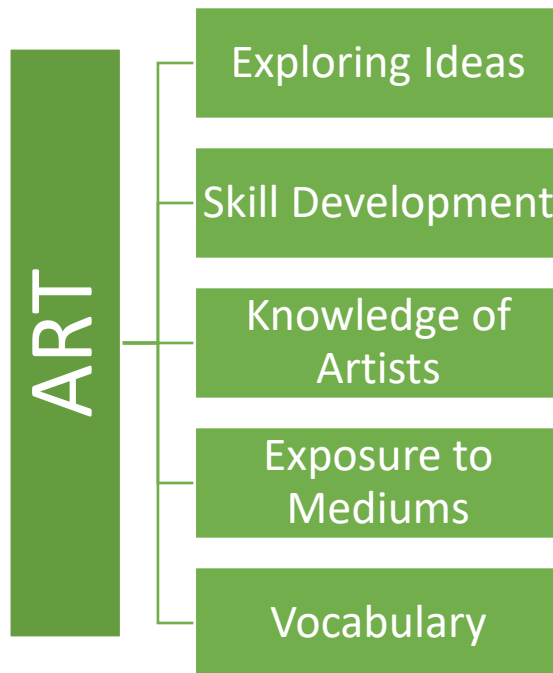 ART
Exploring Ideas
Skill Development
Knowledge of
Artists
Exposure to
Mediums
Vocabulary